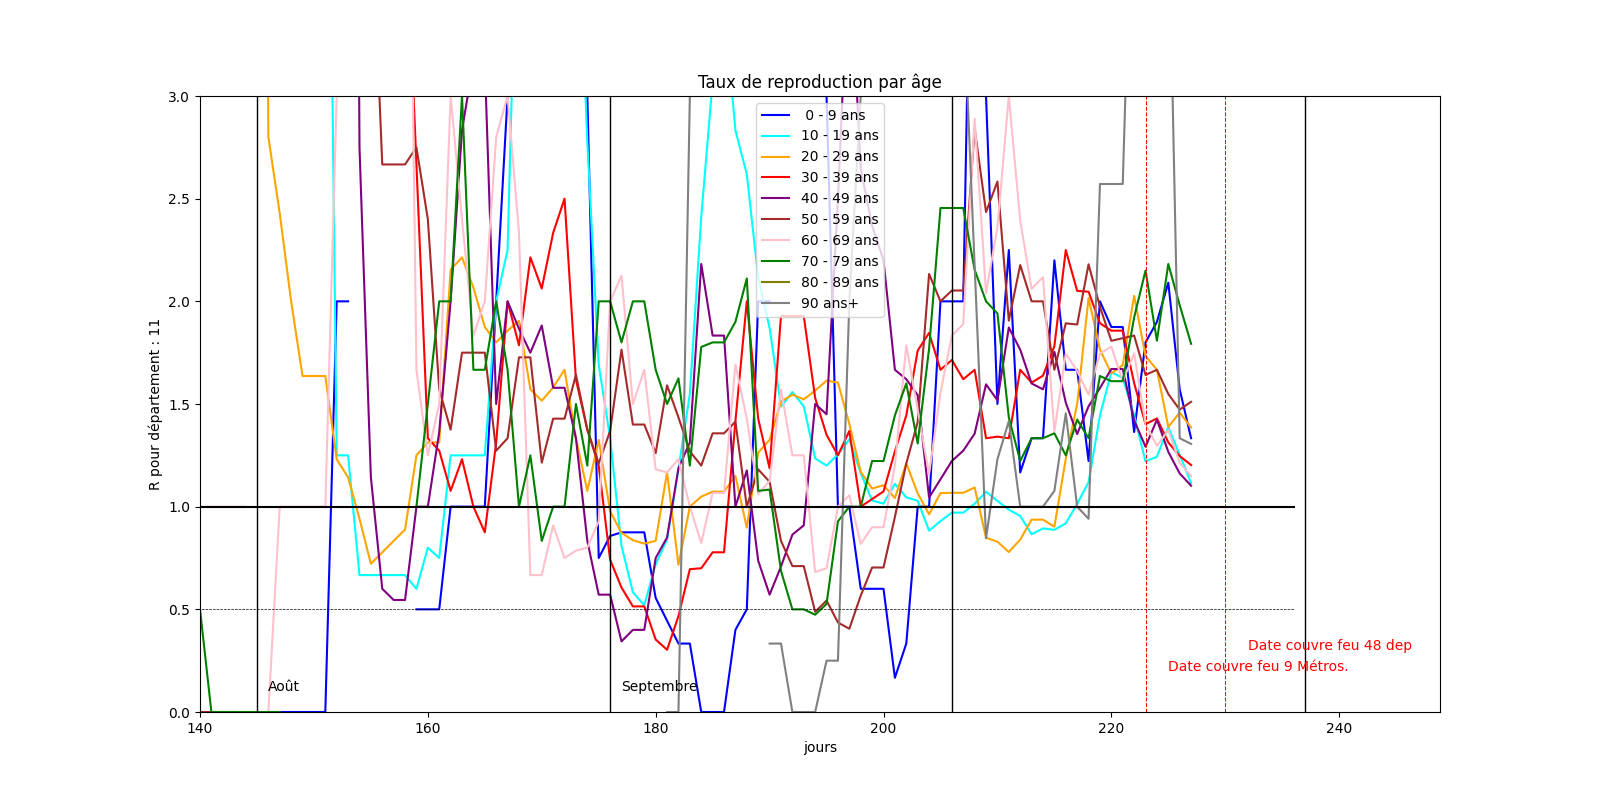 Taux de reproduction par âge
R pour département : 11
3.0
2.5
2.0
1.5
1.0
0.5
0.0
0 - 9 ans
10 - 19 ans
20 - 29 ans
30 - 39 ans
40 - 49 ans
50 - 59 ans
60 - 69 ans
70 - 79 ans
80 - 89 ans
90 ans+
Date couvre feu 48 dep
Date couvre feu 9 Métros.
Août
Septembre
140
160
180
200
220
240
jours